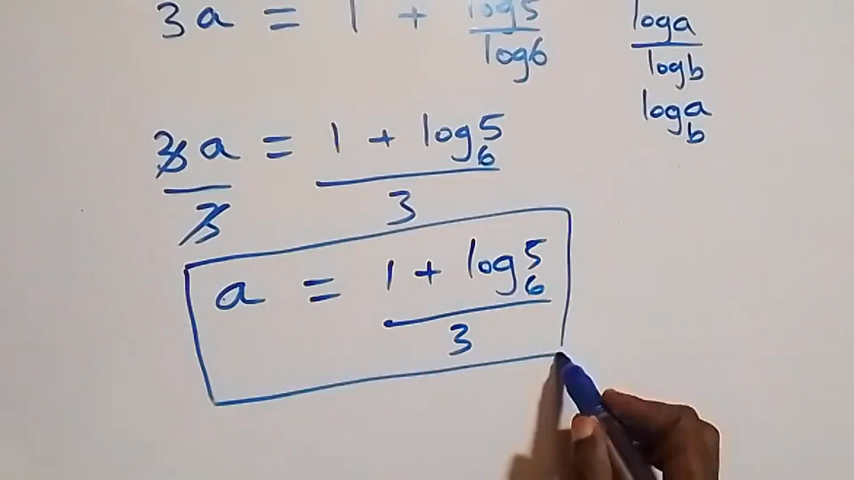 3a = 1 + log5/log6
loga/logb
log_b a
3a/3 = (1 + log_6 5)/3
a = (1 + log_6 5)/3